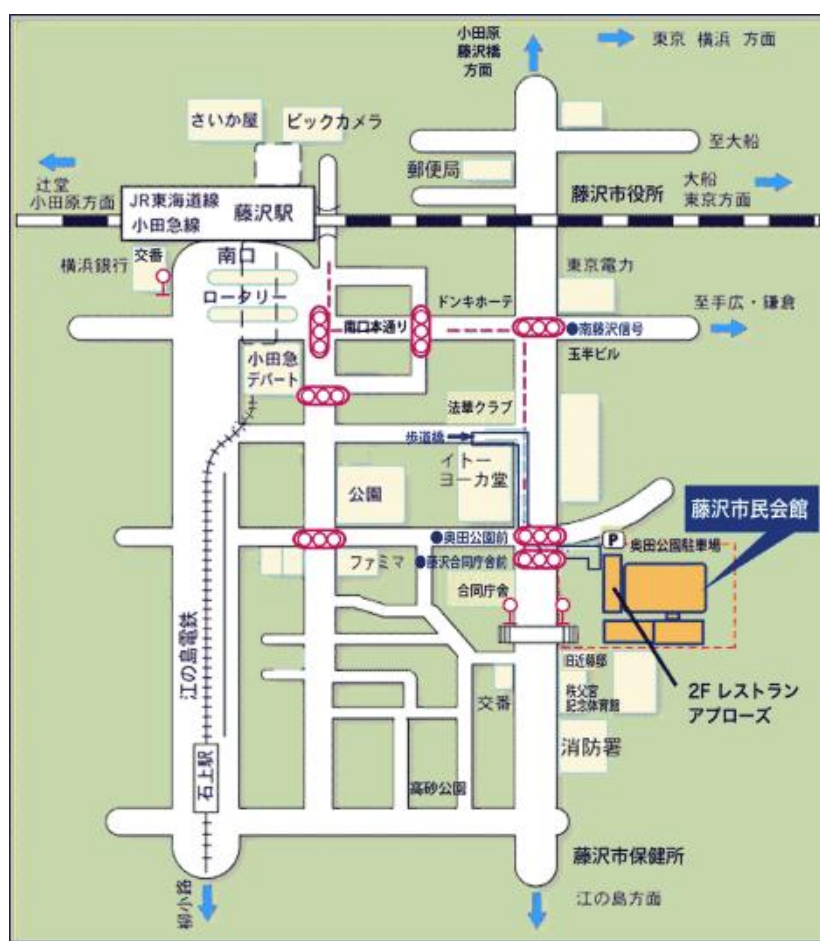 小田原
藤沢橋
方面
東京 横浜 方面
さいか屋
ビックカメラ
至大船
郵便局
辻堂
小田原方面
JR東海道線
小田急線
藤沢駅
藤沢市役所
大船
東京方面
横浜銀行
交番
南口
ロータリー
東京電力
ドンキホーテ
至手広・鎌倉
南口本通り
●南藤沢信号
玉半ビル
小田急
デパート
法華クラブ
歩道橋
イトー
ヨーカ堂
公園
藤沢市民会館
●奥田公園前
P
奥田公園駐車場
ファミマ
●藤沢合同庁舎前
合同庁舎
江の島電鉄
旧近藤邸
交番
秩父宮
記念体育館
2F レストラン
アプローズ
消防署
石上駅
高砂公園
藤沢市保健所
柳小路
江の島方面